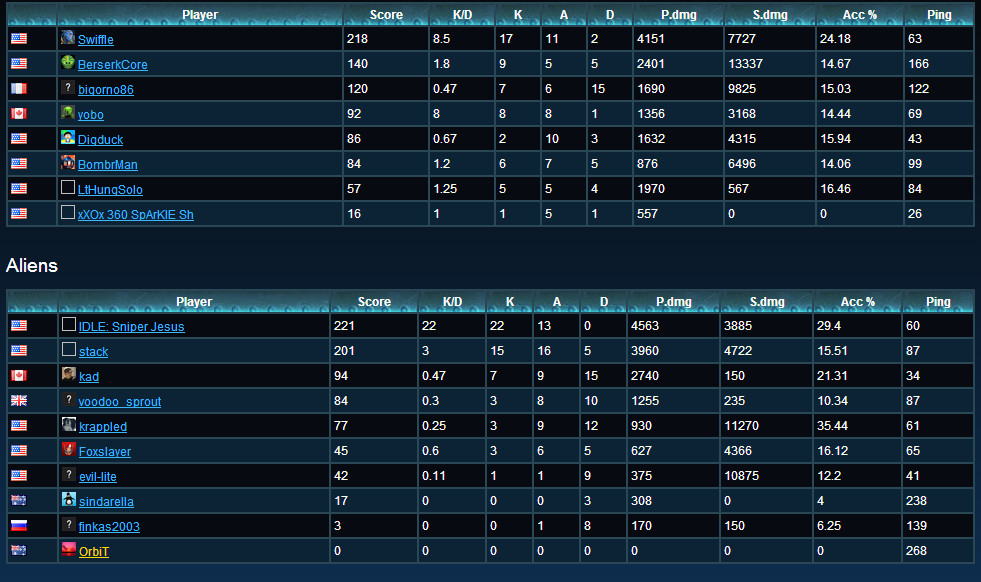 Player Score K/D K A D P.dmg S.dmg Acc % Ping
Swiffle 218 8.5 17 11 2 4151 7727 24.18 63
BerserkCore 140 1.8 9 5 5 2401 13337 14.67 166
? bigorno86 120 0.47 7 6 15 1690 9825 15.03 122
yobo 92 8 8 8 1 1356 3168 14.44 69
Digduck 86 0.67 2 10 3 1632 4315 15.94 43
BombrMan 84 1.2 6 7 5 876 6496 14.06 99
LtHungSolo 57 1.25 5 5 4 1970 567 16.46 84
xXOx 360 SpArKlE Sh 16 1 1 5 1 557 0 0 26
Aliens
Player Score K/D K A D P.dmg S.dmg Acc % Ping
IDLE: Sniper Jesus 221 22 22 13 0 4563 3885 29.4 60
stack 201 3 15 16 5 3960 4722 15.51 87
kad 94 0.47 7 9 15 2740 150 21.31 34
? voodoo_sprout 84 0.3 3 8 10 1255 235 10.34 87
krappled 77 0.25 3 9 12 930 11270 35.44 61
Foxslayer 45 0.6 3 6 5 627 4366 16.12 65
? evil-lite 42 0.11 1 1 9 375 10875 12.2 41
sindarella 17 0 0 0 3 308 0 4 238
? finkas2003 3 0 0 1 8 170 150 6.25 139
OrbiT 0 0 0 0 0 0 0 0 268